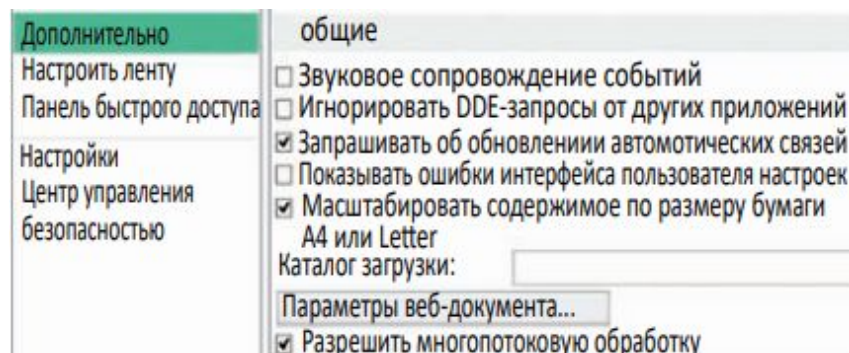 Дополнительно
Настроить ленту
Панель быстрого доступа
Настройки
Центр управления
безопасностью
общие
Звуковое сопровождение событий
Игнорировать DDE-запросы от других приложений
Запрашивать об обновлениии автомотических связей
Показывать ошибки интерфейса пользователя настроек
Масштабировать содержимое по размеру бумаги
A4 или Letter
Каталог загрузки:
Параметры веб-документа...
Разрешить многопотоковую обработку